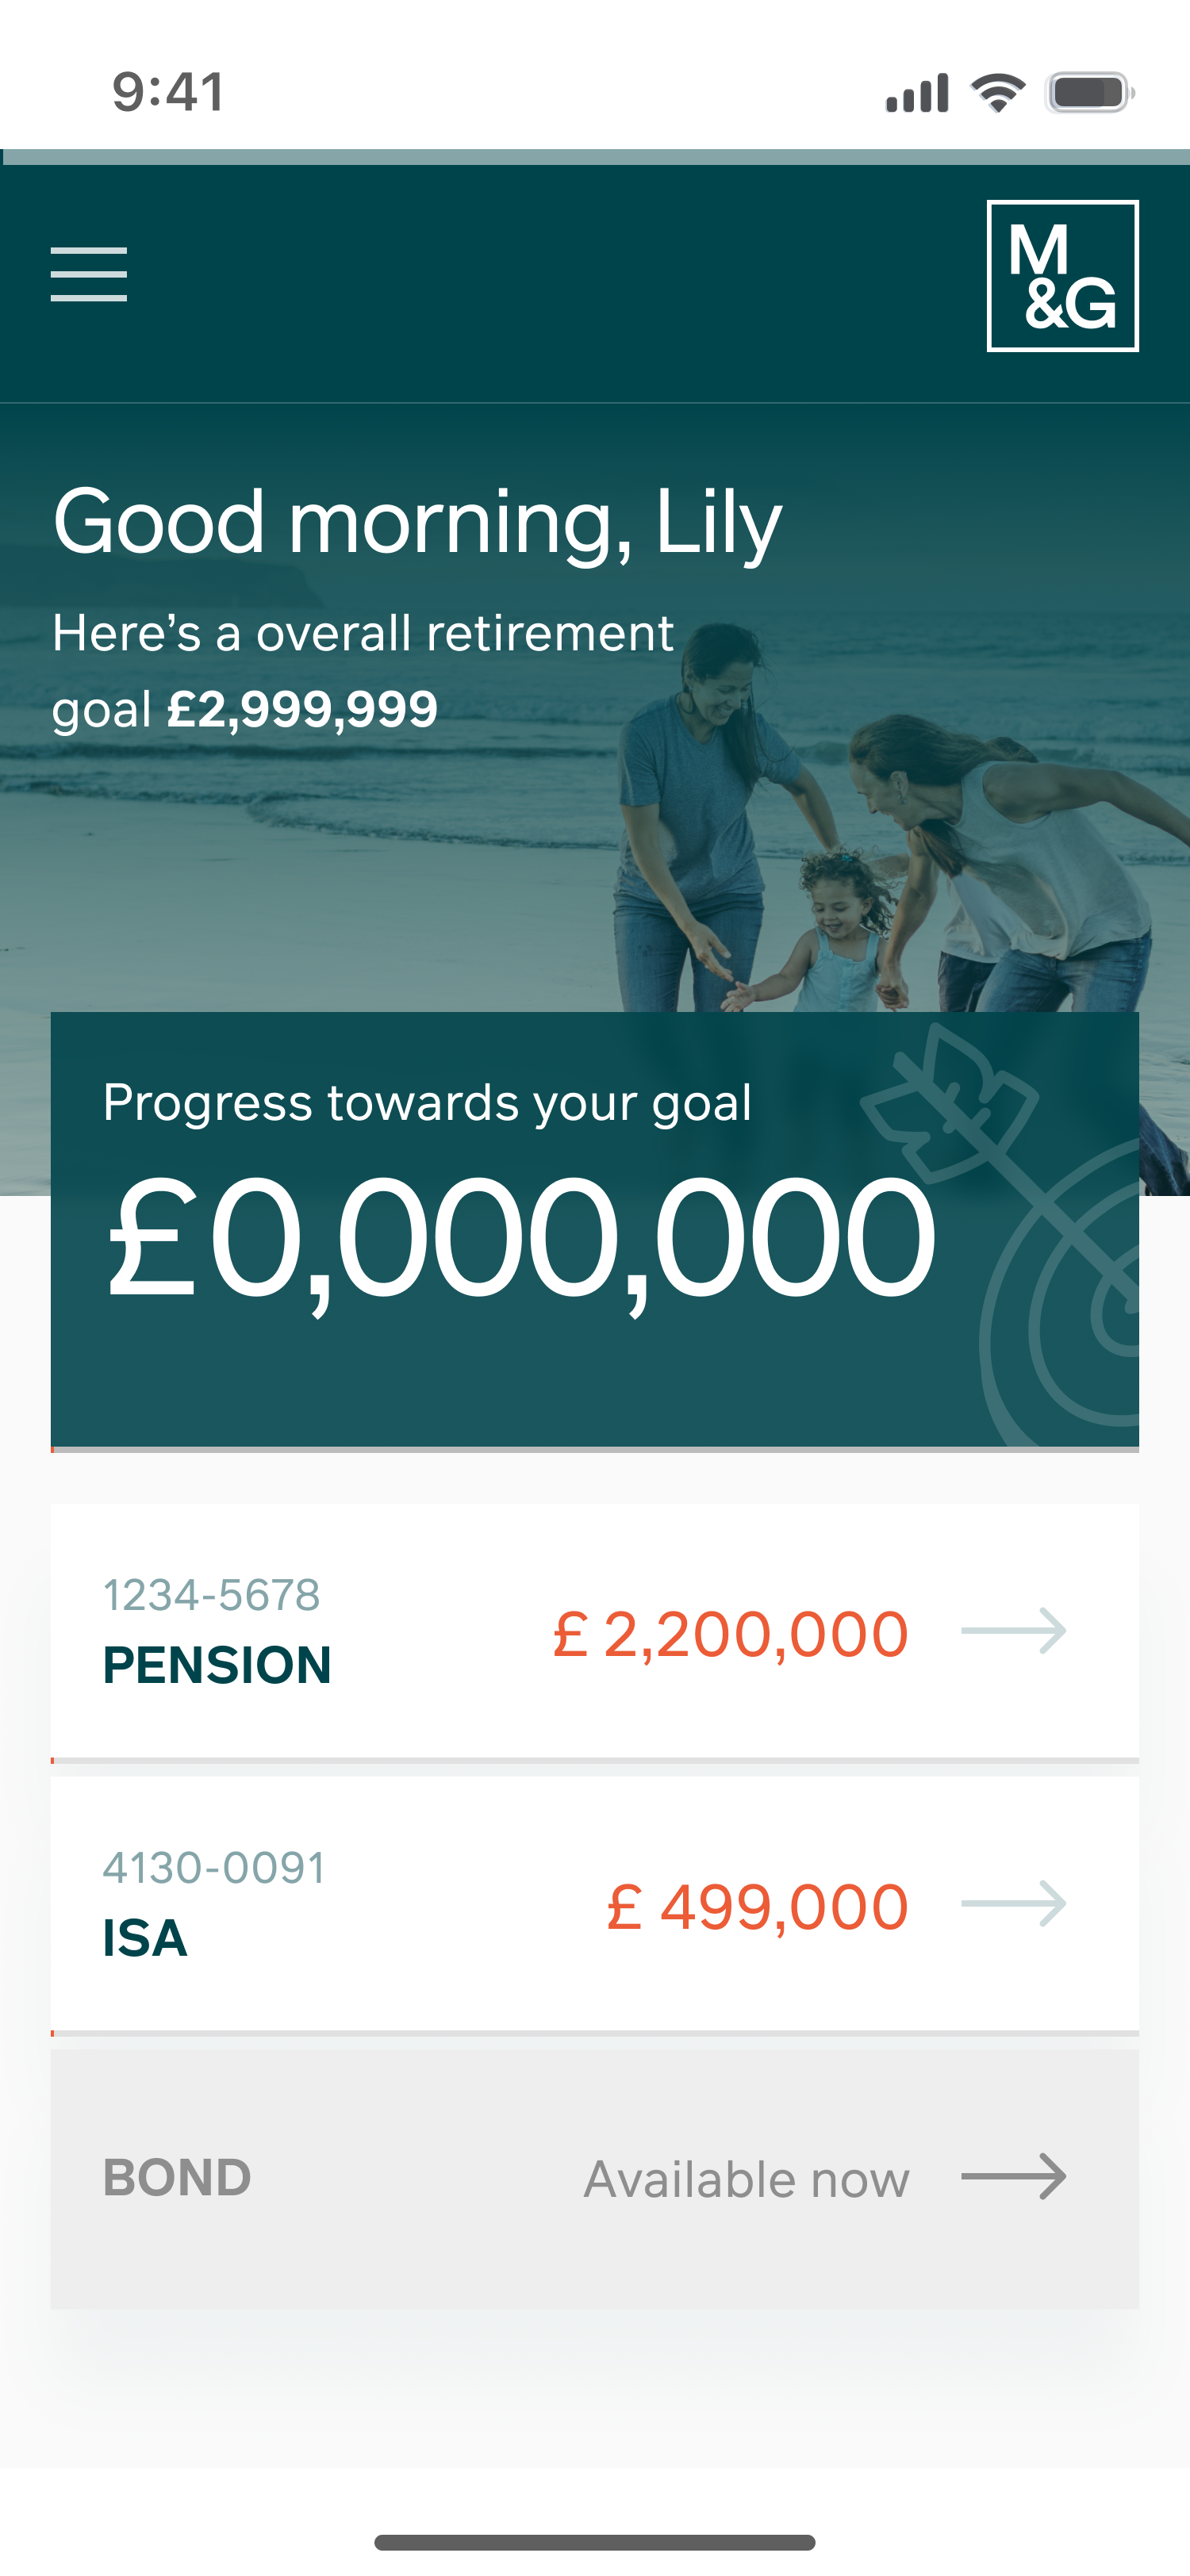 9:41
M
&G
Good morning, Lily
Here’s a overall retirement
goal £2,999,999
Progress towards your goal
£0,000,000
1234-5678
PENSION
£ 2,200,000
4130-0091
ISA
£ 499,000
BOND
Available now